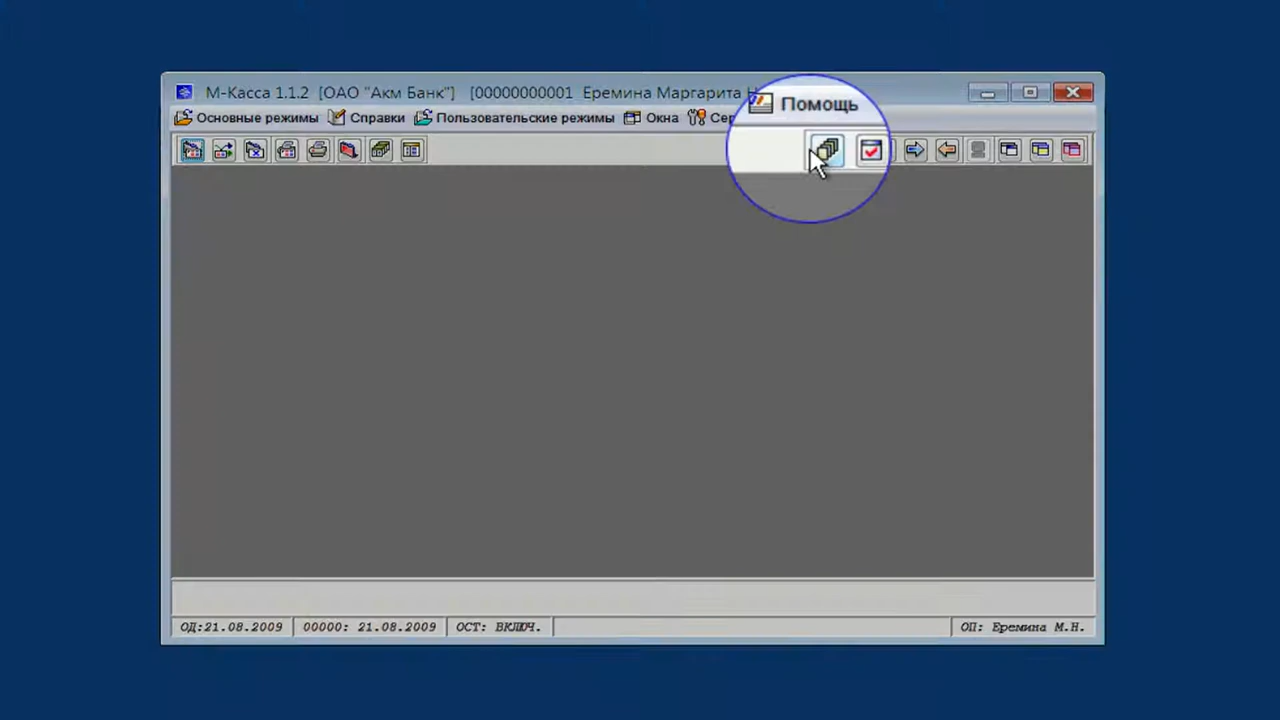 М-Касса 1.1.2 [ОАО "Акм Банк"] [00000000001 Еремина Маргарита Н
Основные режимы Справки Пользовательские режимы Окна Сер Помощь
ОД:21.08.2009 00000: 21.08.2009 ОСТ: ВКЛЮЧ. ОП: Еремина М.Н.